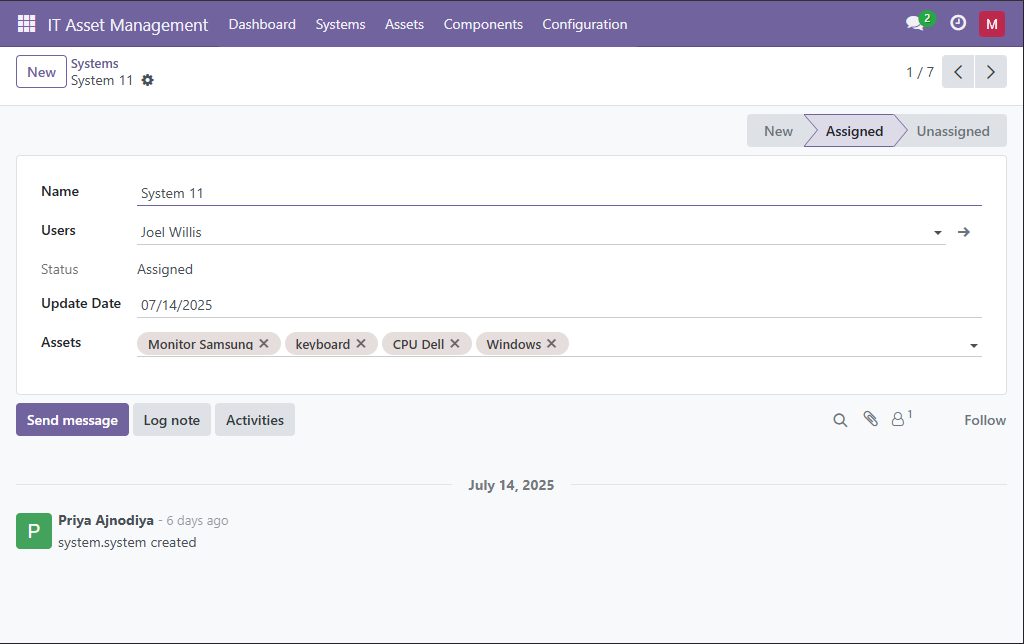 IT Asset Management Dashboard Systems Assets Components Configuration 2 M
New Systems
System 11 1 / 7
New Assigned Unassigned
Name System 11
Users Joel Willis
Status Assigned
Update Date 07/14/2025
Assets Monitor Samsung keyboard CPU Dell Windows
Send message Log note Activities 1 Follow
July 14, 2025
P Priya Ajnodiya - 6 days ago
system.system created